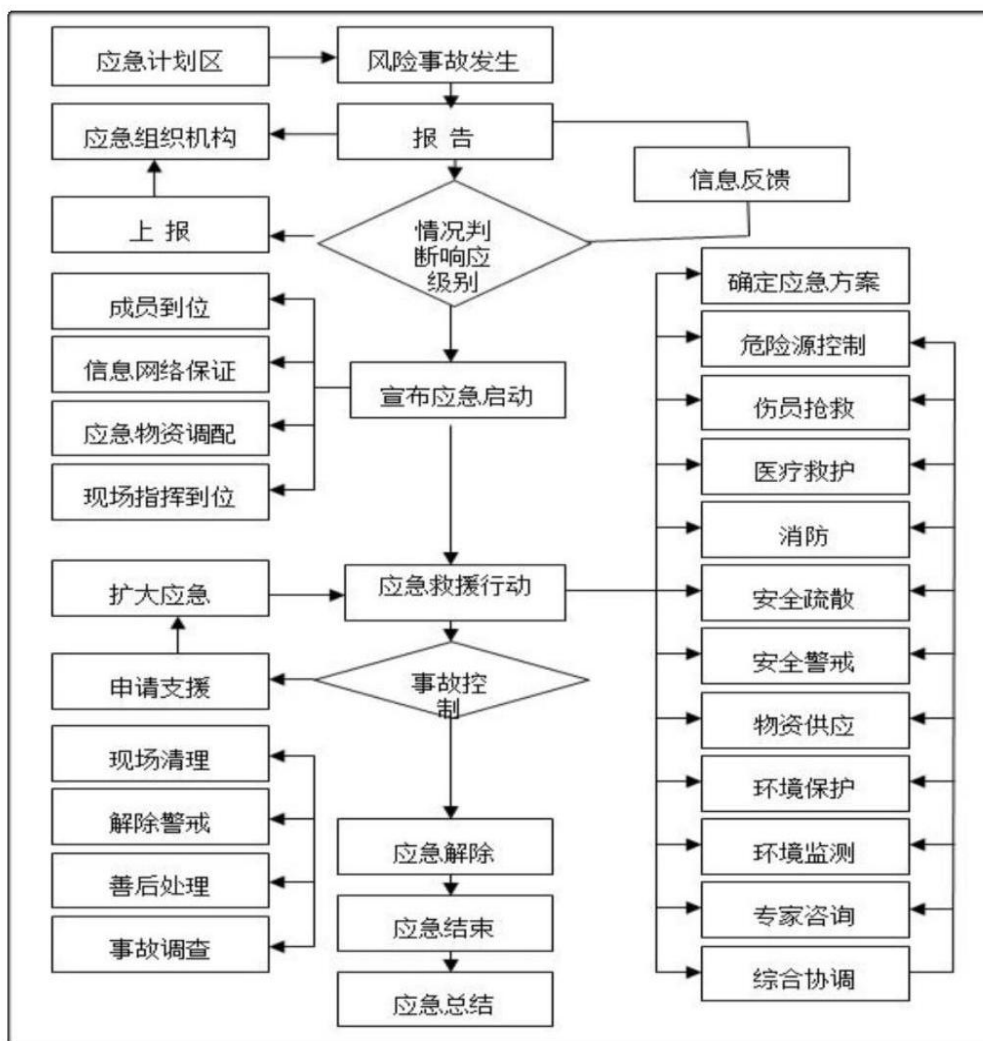 应急计划区
风险事故发生
应急组织机构
报 告
信息反馈
上 报
情况判
断响应
级别
确定应急方案
成员到位
危险源控制
信息网络保证
宣布应急启动
伤员抢救
应急物资调配
医疗救护
现场指挥到位
消防
扩大应急
应急救援行动
安全疏散
申请支援
事故控
制
安全警戒
物资供应
现场清理
环境保护
解除警戒
应急解除
环境监测
善后处理
应急结束
专家咨询
事故调查
综合协调
应急总结